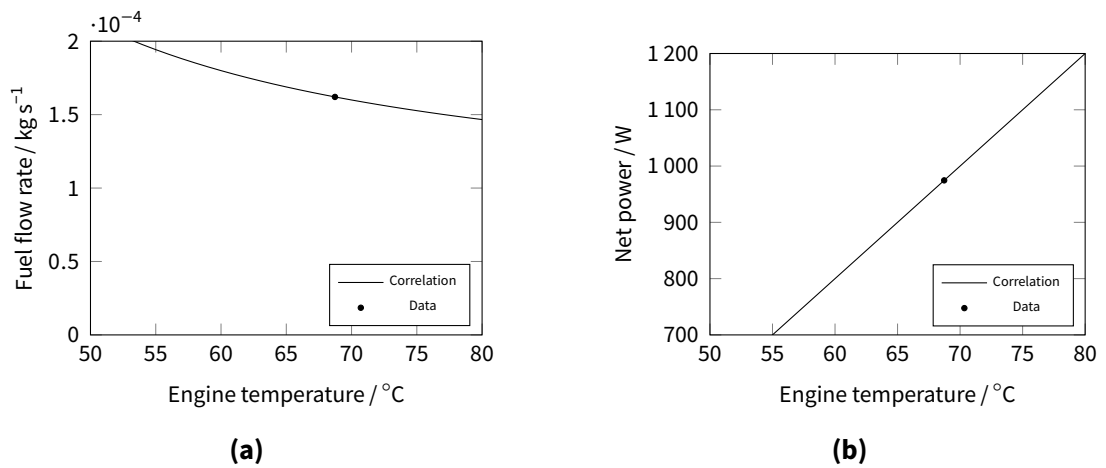 ·10⁻⁴
2
1.5
1
0.5
0
50 55 60 65 70 75 80
Fuel flow rate / kg s⁻¹
Engine temperature / °C
Correlation
Data
(a)
1 200
1 100
1 000
900
800
700
50 55 60 65 70 75 80
Net power / W
Engine temperature / °C
Correlation
Data
(b)